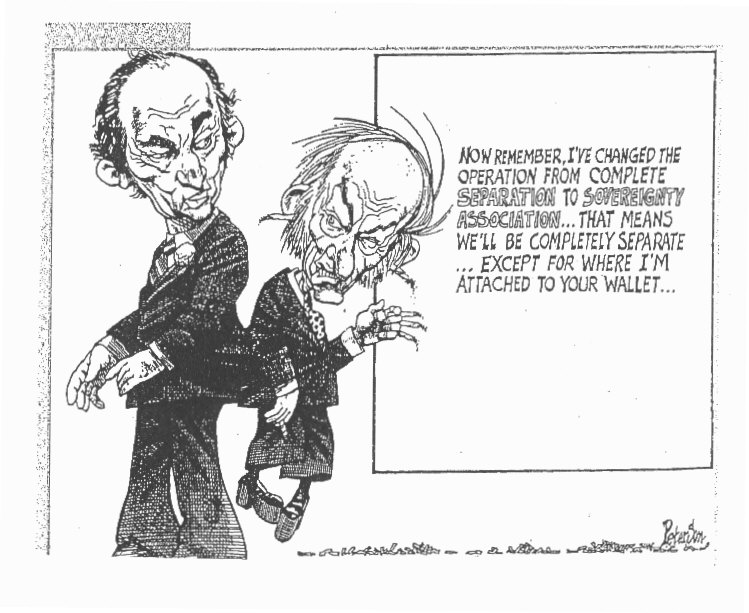 NOW REMEMBER, I'VE CHANGED THE
OPERATION FROM COMPLETE
SEPARATION TO SOVEREIGNTY
ASSOCIATION... THAT MEANS
WE'LL BE COMPLETELY SEPARATE
... EXCEPT FOR WHERE I'M
ATTACHED TO YOUR WALLET...
Peterson